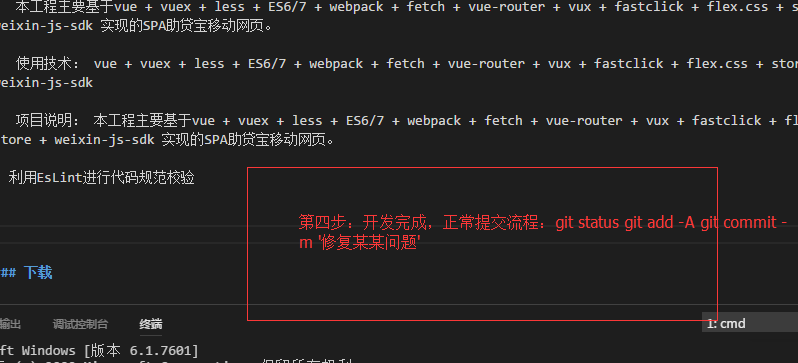 本工程主要基于vue + vuex + less + ES6/7 + webpack + fetch + vue-router + vux + fastclick + flex.css + s
eixin-js-sdk 实现的SPA助贷宝移动网页。
使用技术： vue + vuex + less + ES6/7 + webpack + fetch + vue-router + vux + fastclick + flex.css + stor
eixin-js-sdk
项目说明： 本工程主要基于vue + vuex + less + ES6/7 + webpack + fetch + vue-router + vux + fastclick + fl
tore + weixin-js-sdk 实现的SPA助贷宝移动网页。
利用EsLint进行代码规范校验
第四步：开发完成，正常提交流程：git status git add -A git commit -
m '修复某某问题'
## 下载
输出 调试控制台 终端 1: cmd
ft Windows [版本 6.1.7601]